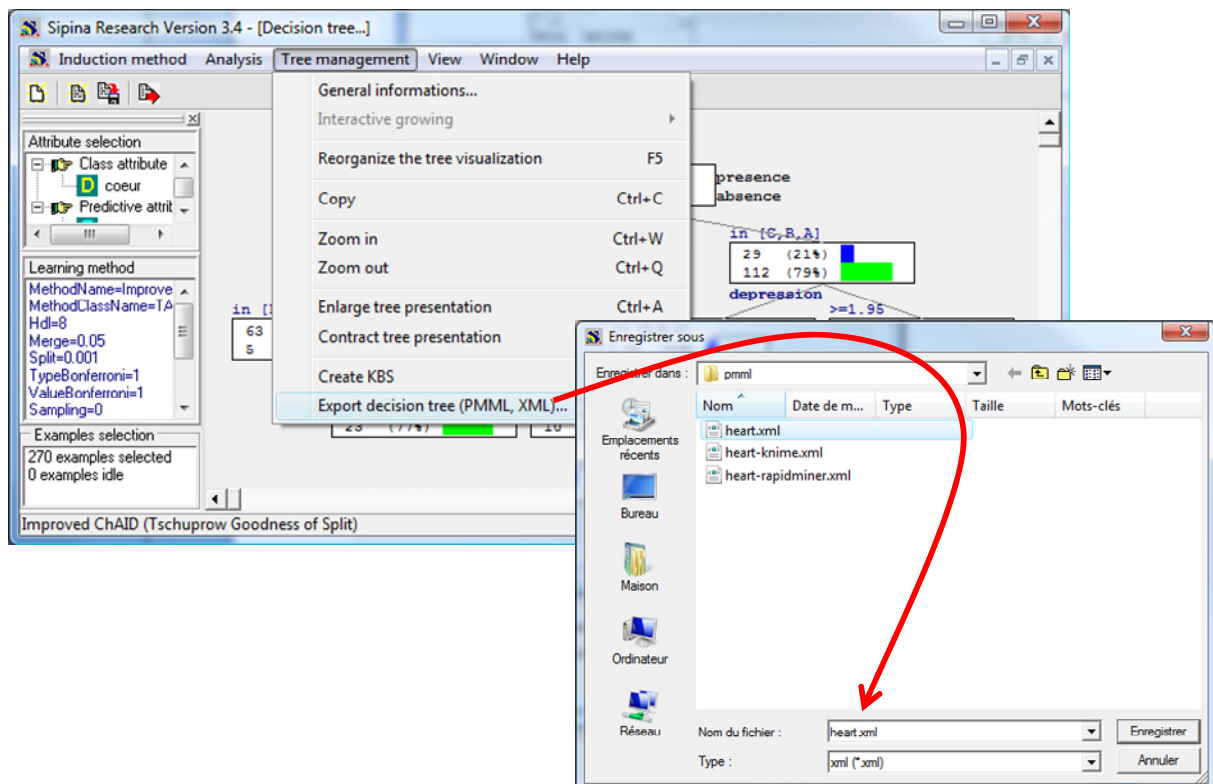 Sipina Research Version 3.4 - [Decision tree...]
Induction method Analysis Tree management View Window Help
General informations...
Interactive growing
Reorganize the tree visualization F5
Copy Ctrl+C
Zoom in Ctrl+W
Zoom out Ctrl+Q
Enlarge tree presentation Ctrl+A
Contract tree presentation
Create KBS
Export decision tree (PMML, XML)...
Attribute selection
Class attribute
D coeur
Predictive attrit
Learning method
MethodName=Improve
MethodClassName=TA
Hdl=8
Merge=0.05
Split=0.001
TypeBonferroni=1
ValueBonferroni=1
Sampling=0
Examples selection
270 examples selected
0 examples idle
Improved ChAID (Tschuprow Goodness of Split)
presence
absence
in [C,B,A]
29 (21%)
112 (79%)
depression
>=1.95
in [
63
5
23 (77%)
10
Enregistrer sous
Enregistrer dans : pmml
Nom Date de m... Type Taille Mots-clés
heart.xml
heart-knime.xml
heart-rapidminer.xml
Emplacements
récents
Bureau
Maison
Ordinateur
Réseau
Nom du fichier : heart.xml Enregistrer
Type : xml (*.xml) Annuler